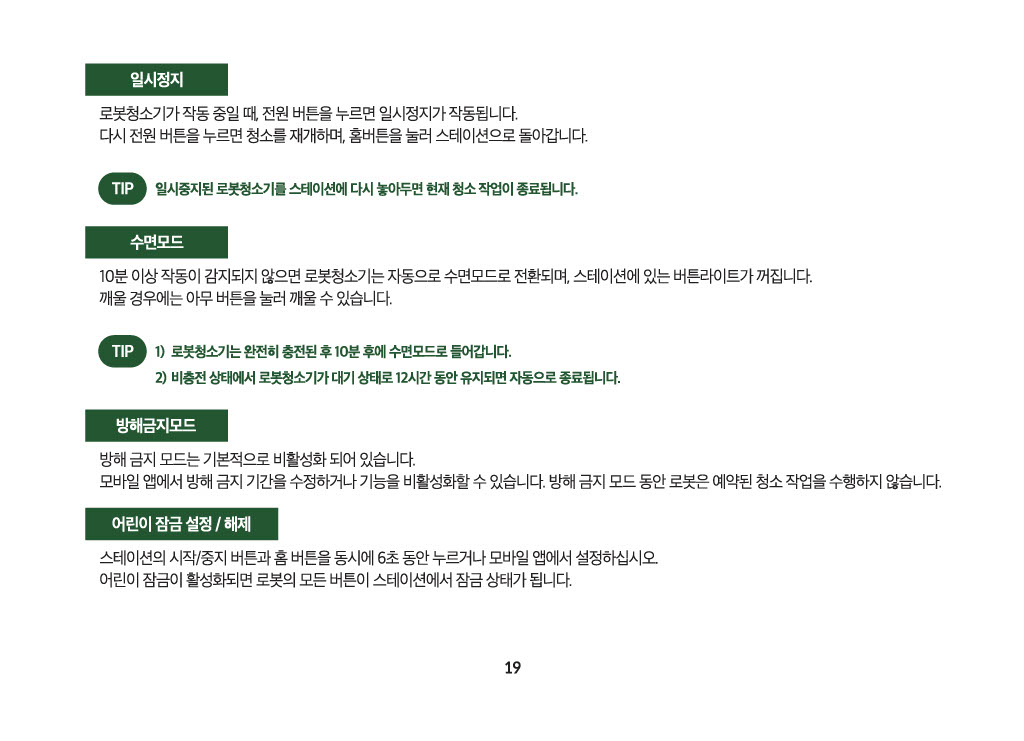 일시정지
로봇청소기가 작동 중일 때, 전원 버튼을 누르면 일시정지가 작동됩니다.
다시 전원 버튼을 누르면 청소를 재개하며, 홈버튼을 눌러 스테이션으로 돌아갑니다.
TIP 일시중지된 로봇청소기를 스테이션에 다시 놓아두면 현재 청소 작업이 종료됩니다.
수면모드
10분 이상 작동이 감지되지 않으면 로봇청소기는 자동으로 수면모드로 전환되며, 스테이션에 있는 버튼라이트가 꺼집니다.
깨울 경우에는 아무 버튼을 눌러 깨울 수 있습니다.
TIP 1) 로봇청소기는 완전히 충전된 후 10분 후에 수면모드로 들어갑니다.
2) 비충전 상태에서 로봇청소기가 대기 상태로 12시간 동안 유지되면 자동으로 종료됩니다.
방해금지모드
방해 금지 모드는 기본적으로 비활성화 되어 있습니다.
모바일 앱에서 방해 금지 기간을 수정하거나 기능을 비활성화할 수 있습니다. 방해 금지 모드 동안 로봇은 예약된 청소 작업을 수행하지 않습니다.
어린이 잠금 설정 / 해제
스테이션의 시작/중지 버튼과 홈 버튼을 동시에 6초 동안 누르거나 모바일 앱에서 설정하십시오.
어린이 잠금이 활성화되면 로봇의 모든 버튼이 스테이션에서 잠금 상태가 됩니다.
19